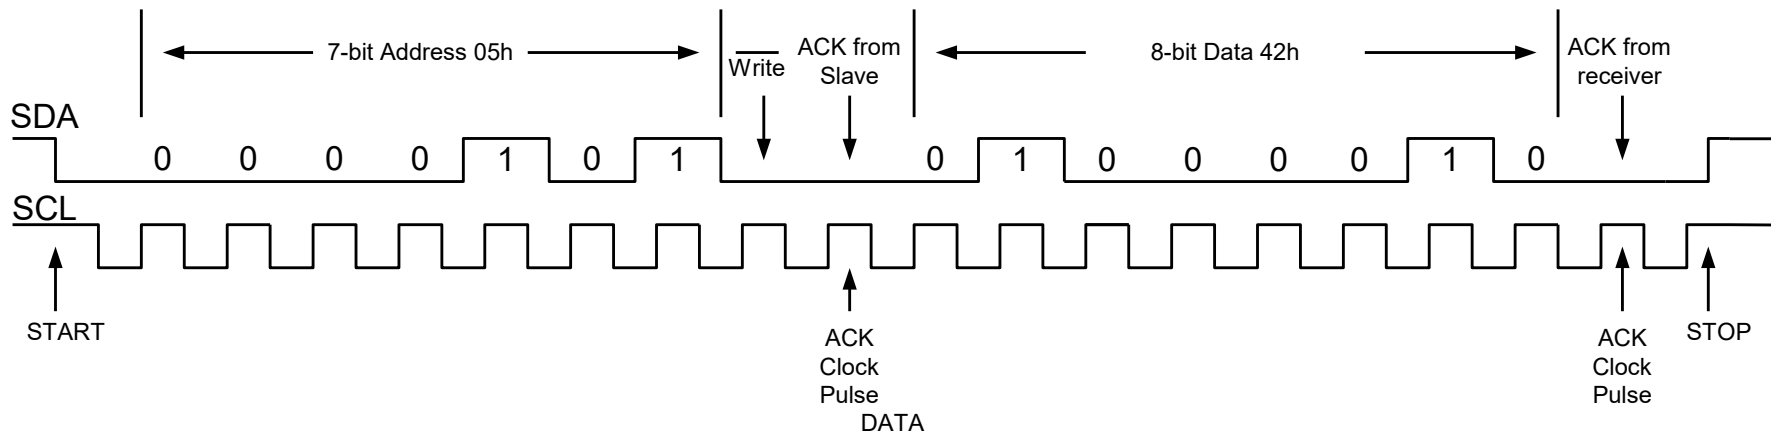 7-bit Address 05h
Write
ACK from
Slave
8-bit Data 42h
ACK from
receiver
SDA
0 0 0 0 1 0 1 0 1 0 0 0 0 1 0
SCL
START
ACK
Clock
Pulse
DATA
ACK
Clock
Pulse
STOP